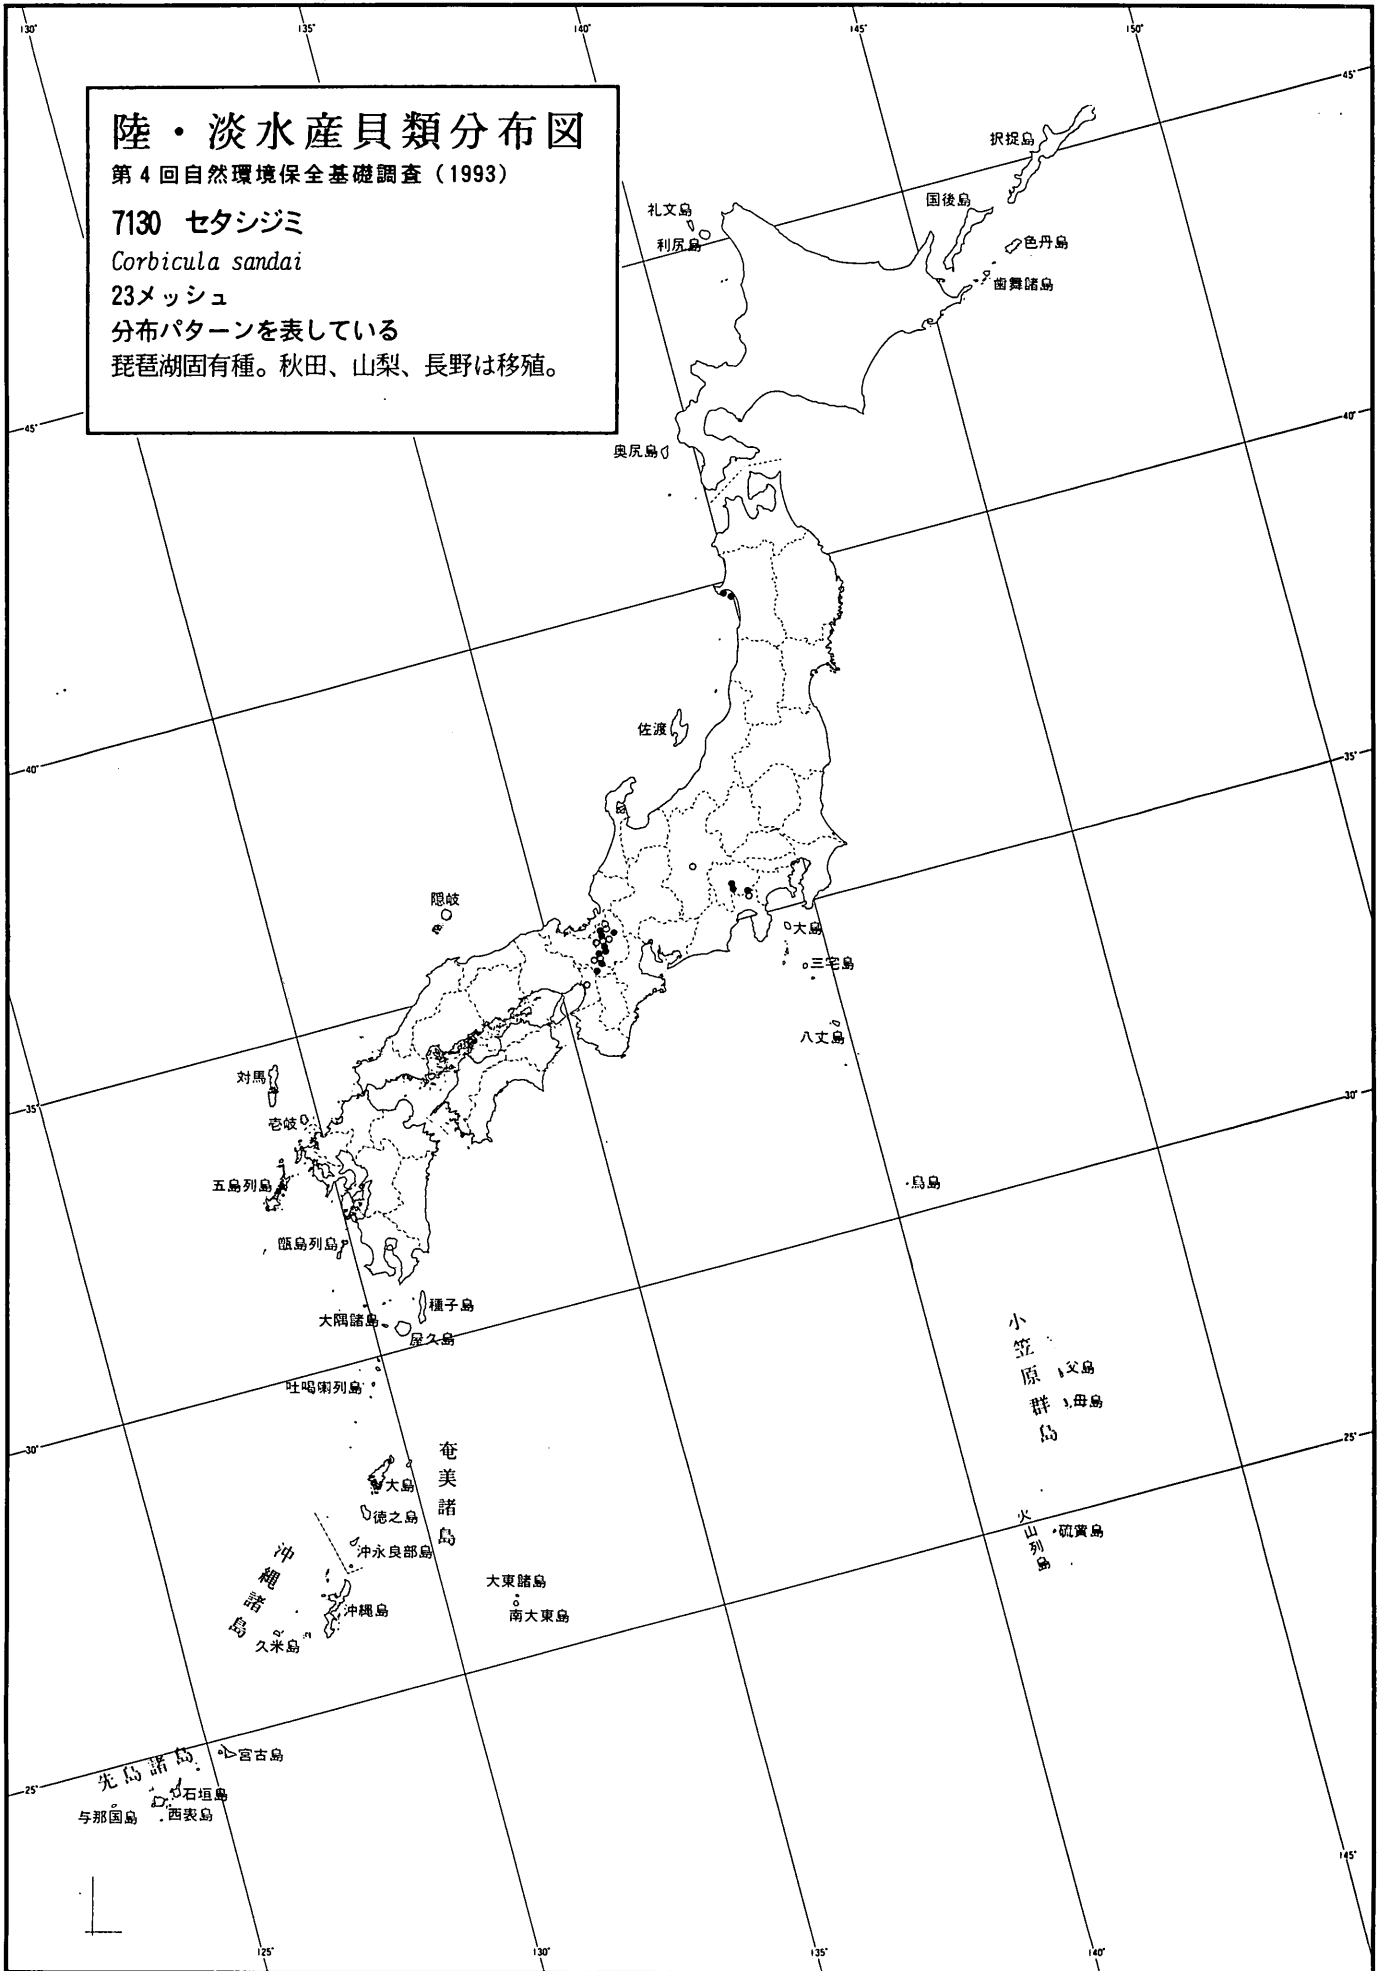 130°
135°
140°
145°
150°
45°
陸・淡水産貝類分布図
第4回自然環境保全基礎調査（1993）
7130 セタシジミ
Corbicula sandai
23メッシュ
分布パターンを表している
琵琶湖固有種。秋田、山梨、長野は移殖。
択捉島
国後島
色丹島
歯舞諸島
礼文島
利尻島
45°
40°
奥尻島
佐渡
40°
35°
隠岐
大島
三宅島
八丈島
対馬
壱岐
35°
30°
五島列島
鳥島
甑島列島
種子島
大隅諸島
屋久島
吐噶喇列島
小笠原群島
父島
母島
30°
25°
奄美諸島
大島
徳之島
沖永良部島
火山列島
硫黄島
沖縄諸島
沖縄島
久米島
大東諸島
南大東島
先島諸島
宮古島
石垣島
西表島
与那国島
25°
145°
125°
130°
135°
140°